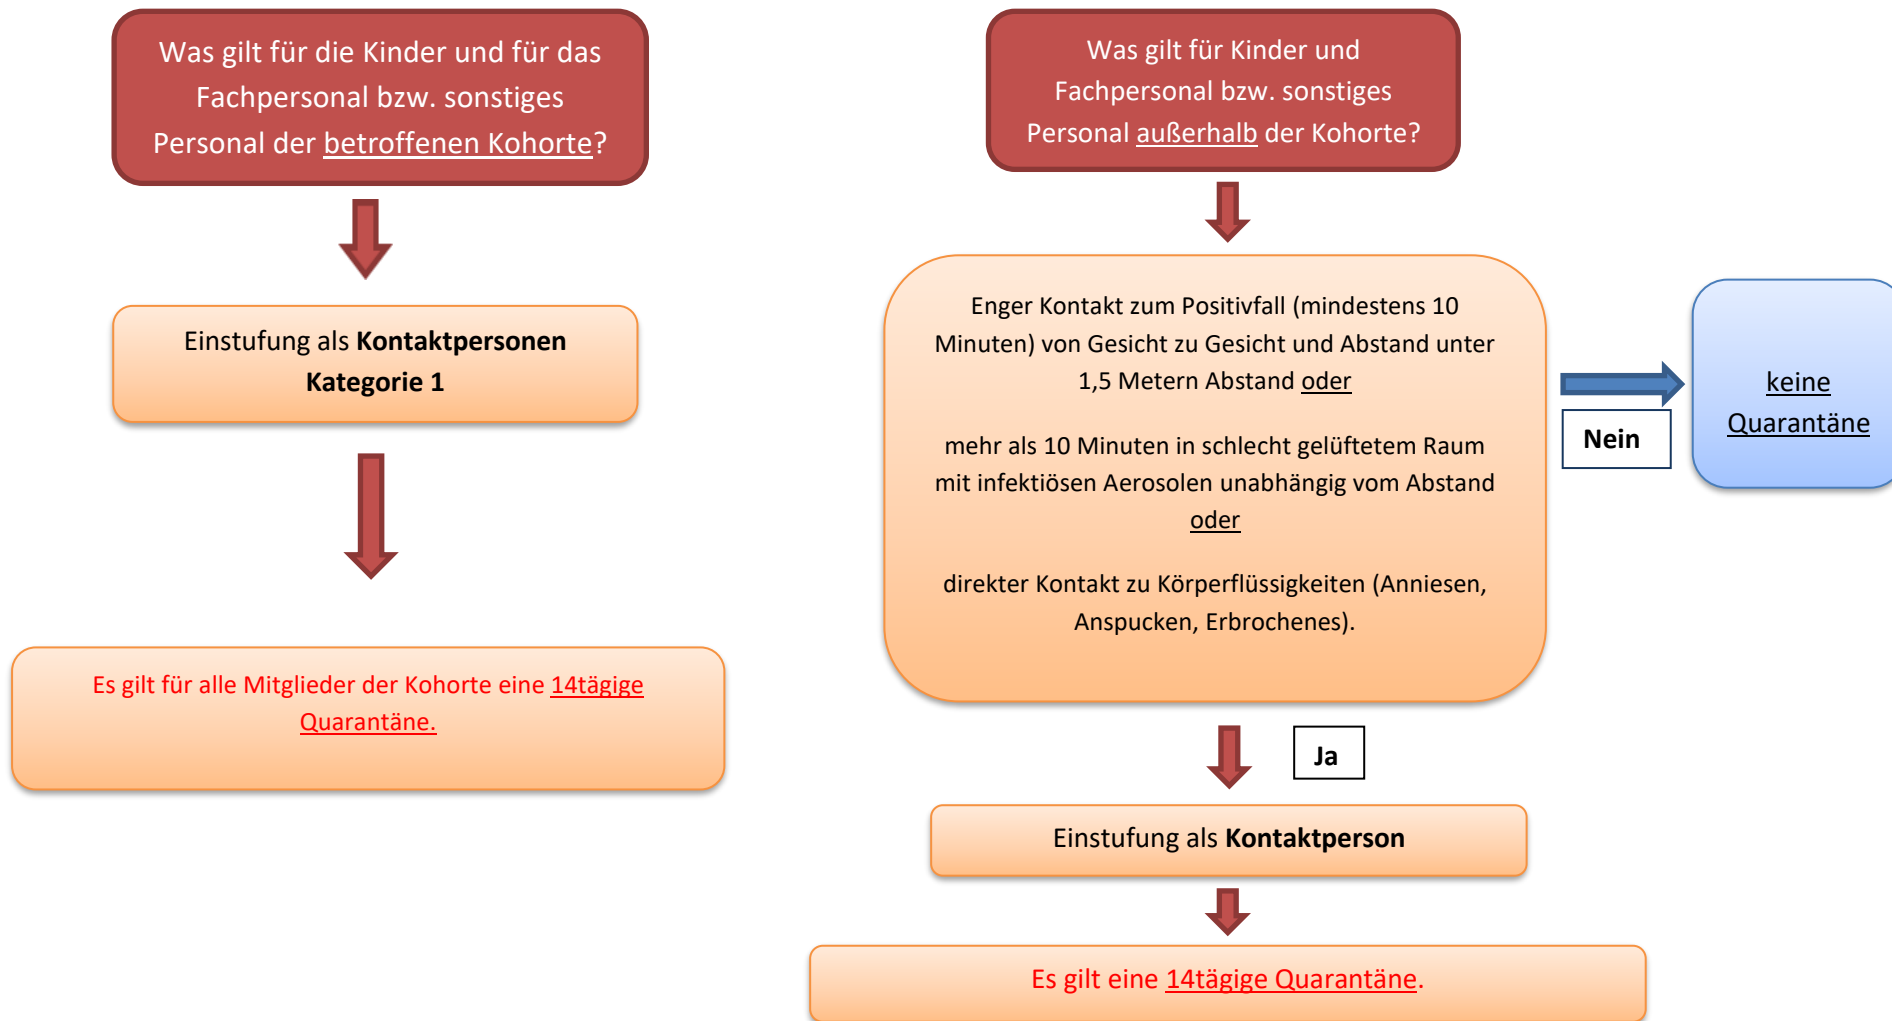 Was gilt für die Kinder und für das
Fachpersonal bzw. sonstiges
Personal der betroffenen Kohorte?
Einstufung als Kontaktpersonen
Kategorie 1
Es gilt für alle Mitglieder der Kohorte eine 14tägige
Quarantäne.
Was gilt für Kinder und
Fachpersonal bzw. sonstiges
Personal außerhalb der Kohorte?
Enger Kontakt zum Positivfall (mindestens 10
Minuten) von Gesicht zu Gesicht und Abstand unter
1,5 Metern Abstand oder
mehr als 10 Minuten in schlecht gelüftetem Raum
mit infektiösen Aerosolen unabhängig vom Abstand
oder
direkter Kontakt zu Körperflüssigkeiten (Anniesen,
Anspucken, Erbrochenes).
Nein
keine
Quarantäne
Ja
Einstufung als Kontaktperson
Es gilt eine 14tägige Quarantäne.